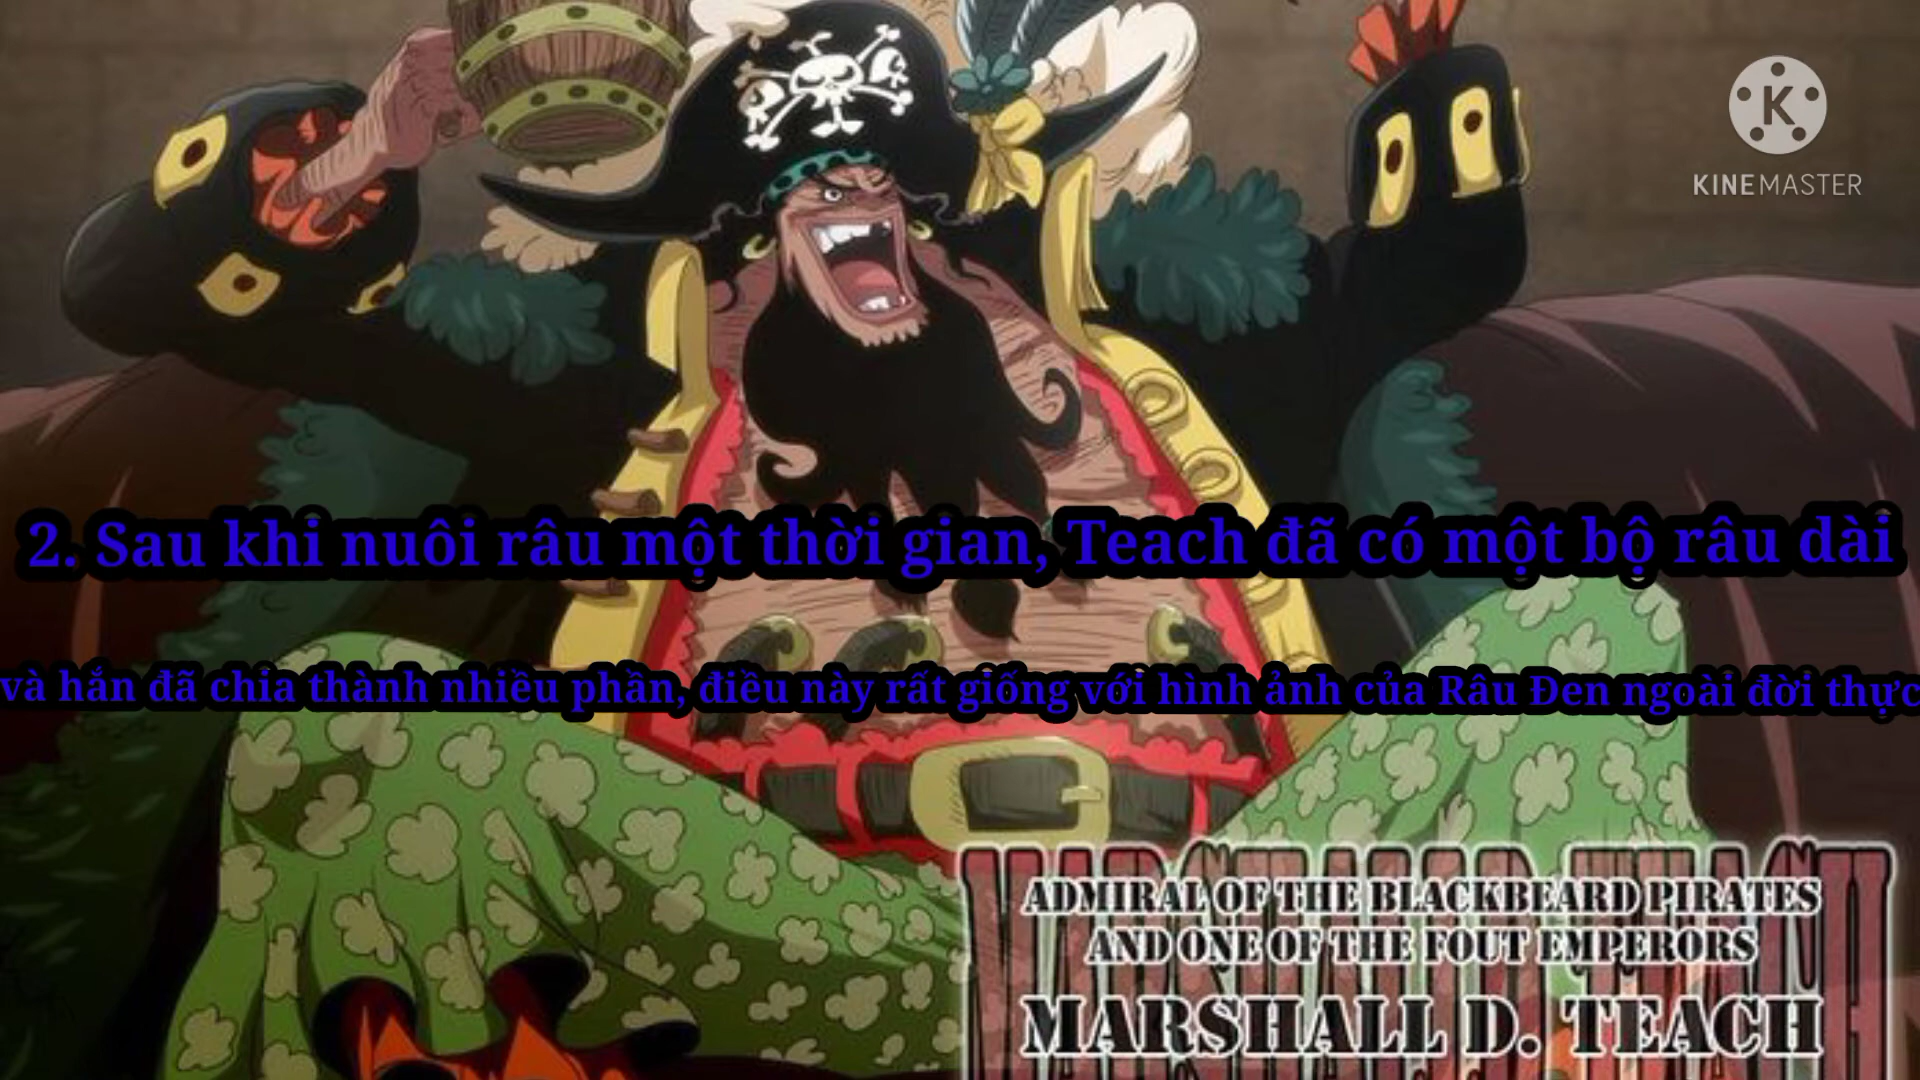 KINEMASTER
2. Sau khi nuôi râu một thời gian, Teach đã có một bộ râu dài
và hắn đã chia thành nhiều phần, điều này rất giống với hình ảnh của Râu Đen ngoài đời thực
MARSHALL D. TEACH
ADMIRAL OF THE BLACKBEARD PIRATES
AND ONE OF THE FOUT EMPERORS
MARSHALL D. TEACH